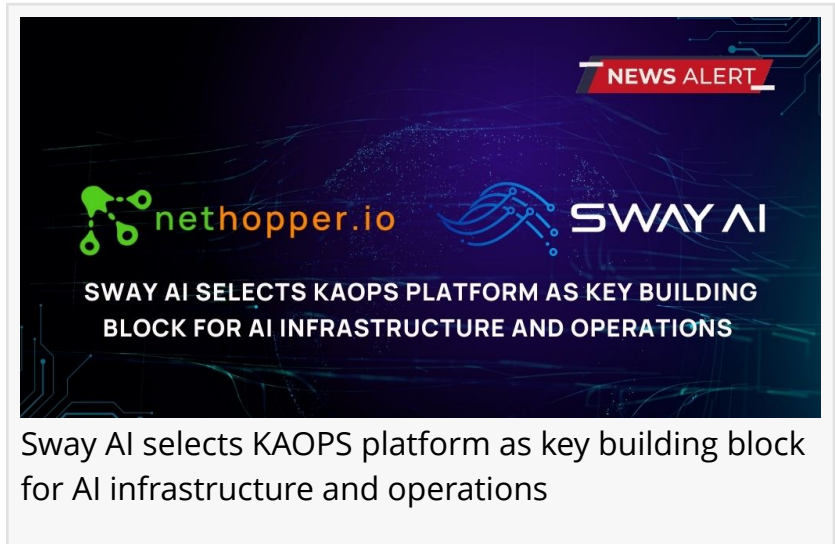 NEWS ALERT
nethopper.io
SWAY AI
SWAY AI SELECTS KAOPS PLATFORM AS KEY BUILDING
BLOCK FOR AI INFRASTRUCTURE AND OPERATIONS
Sway AI selects KAOPS platform as key building block
for AI infrastructure and operations